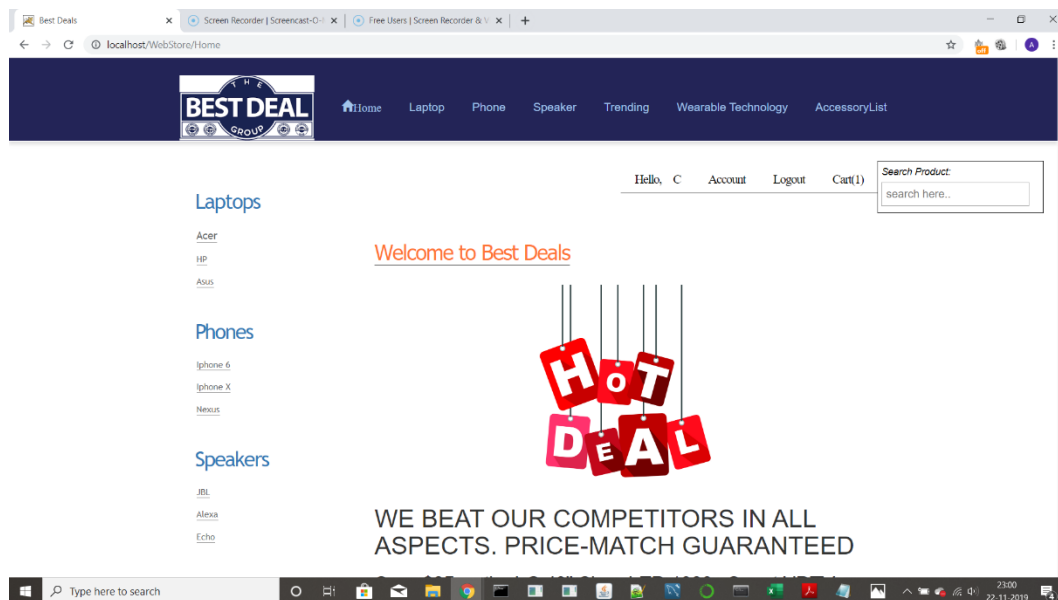 Best Deals
Screen Recorder | Screencast-O-
Free Users | Screen Recorder & V
localhost/WebStore/Home
off
A
THE
BEST DEAL
GROUP
Home Laptop Phone Speaker Trending Wearable Technology AccessoryList
Hello, C Account Logout Cart(1)
Search Product:
search here..
Laptops
Acer
HP
Asus
Phones
Iphone 6
Iphone X
Nexus
Speakers
JBL
Alexa
Echo
Welcome to Best Deals
HOT
DEAL
WE BEAT OUR COMPETITORS IN ALL
ASPECTS. PRICE-MATCH GUARANTEED
Type here to search
23:00
22-11-2019